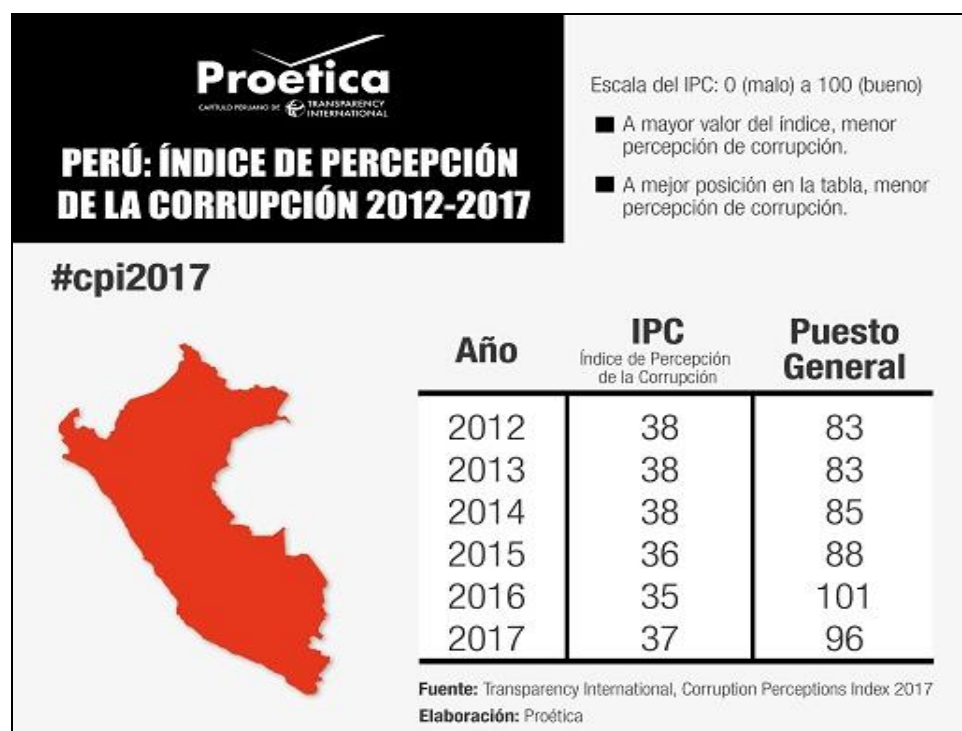 Proética
CAPÍTULO PERUANO DE TRANSPARENCY
INTERNATIONAL
PERÚ: ÍNDICE DE PERCEPCIÓN
DE LA CORRUPCIÓN 2012-2017
Escala del IPC: 0 (malo) a 100 (bueno)
A mayor valor del índice, menor
percepción de corrupción.
A mejor posición en la tabla, menor
percepción de corrupción.
#cpi2017
Año IPC Puesto
Índice de Percepción General
de la Corrupción
2012 38 83
2013 38 83
2014 38 85
2015 36 88
2016 35 101
2017 37 96
Fuente: Transparency International, Corruption Perceptions Index 2017
Elaboración: Proética